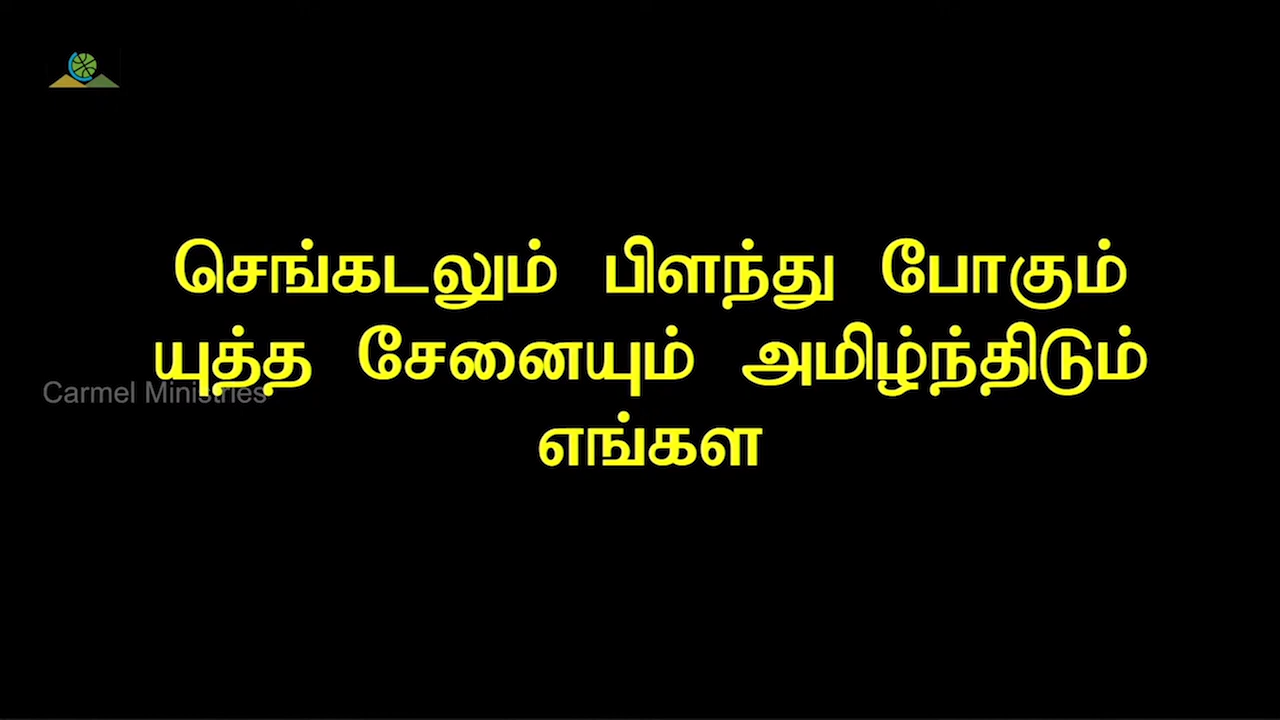 செங்கடலும் பிளந்து போகும்
யுத்த சேனையும் அமிழ்ந்திடும்
Carmel Ministries
எங்கள